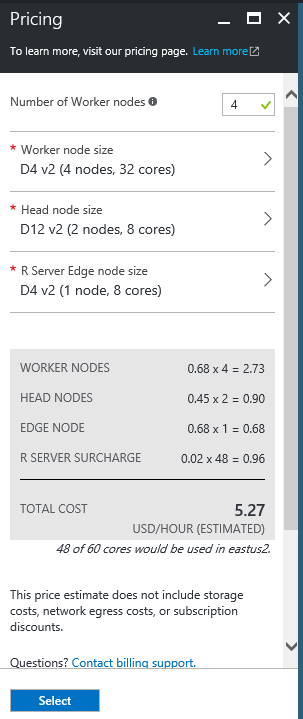 Pricing
To learn more, visit our pricing page. Learn more
Number of Worker nodes
4
* Worker node size
D4 v2 (4 nodes, 32 cores)
* Head node size
D12 v2 (2 nodes, 8 cores)
* R Server Edge node size
D4 v2 (1 node, 8 cores)
WORKER NODES 0.68 x 4 = 2.73
HEAD NODES 0.45 x 2 = 0.90
EDGE NODE 0.68 x 1 = 0.68
R SERVER SURCHARGE 0.02 x 48 = 0.96
TOTAL COST 5.27
USD/HOUR (ESTIMATED)
48 of 60 cores would be used in eastus2.
This price estimate does not include storage
costs, network egress costs, or subscription
discounts.
Questions? Contact billing support.
Select